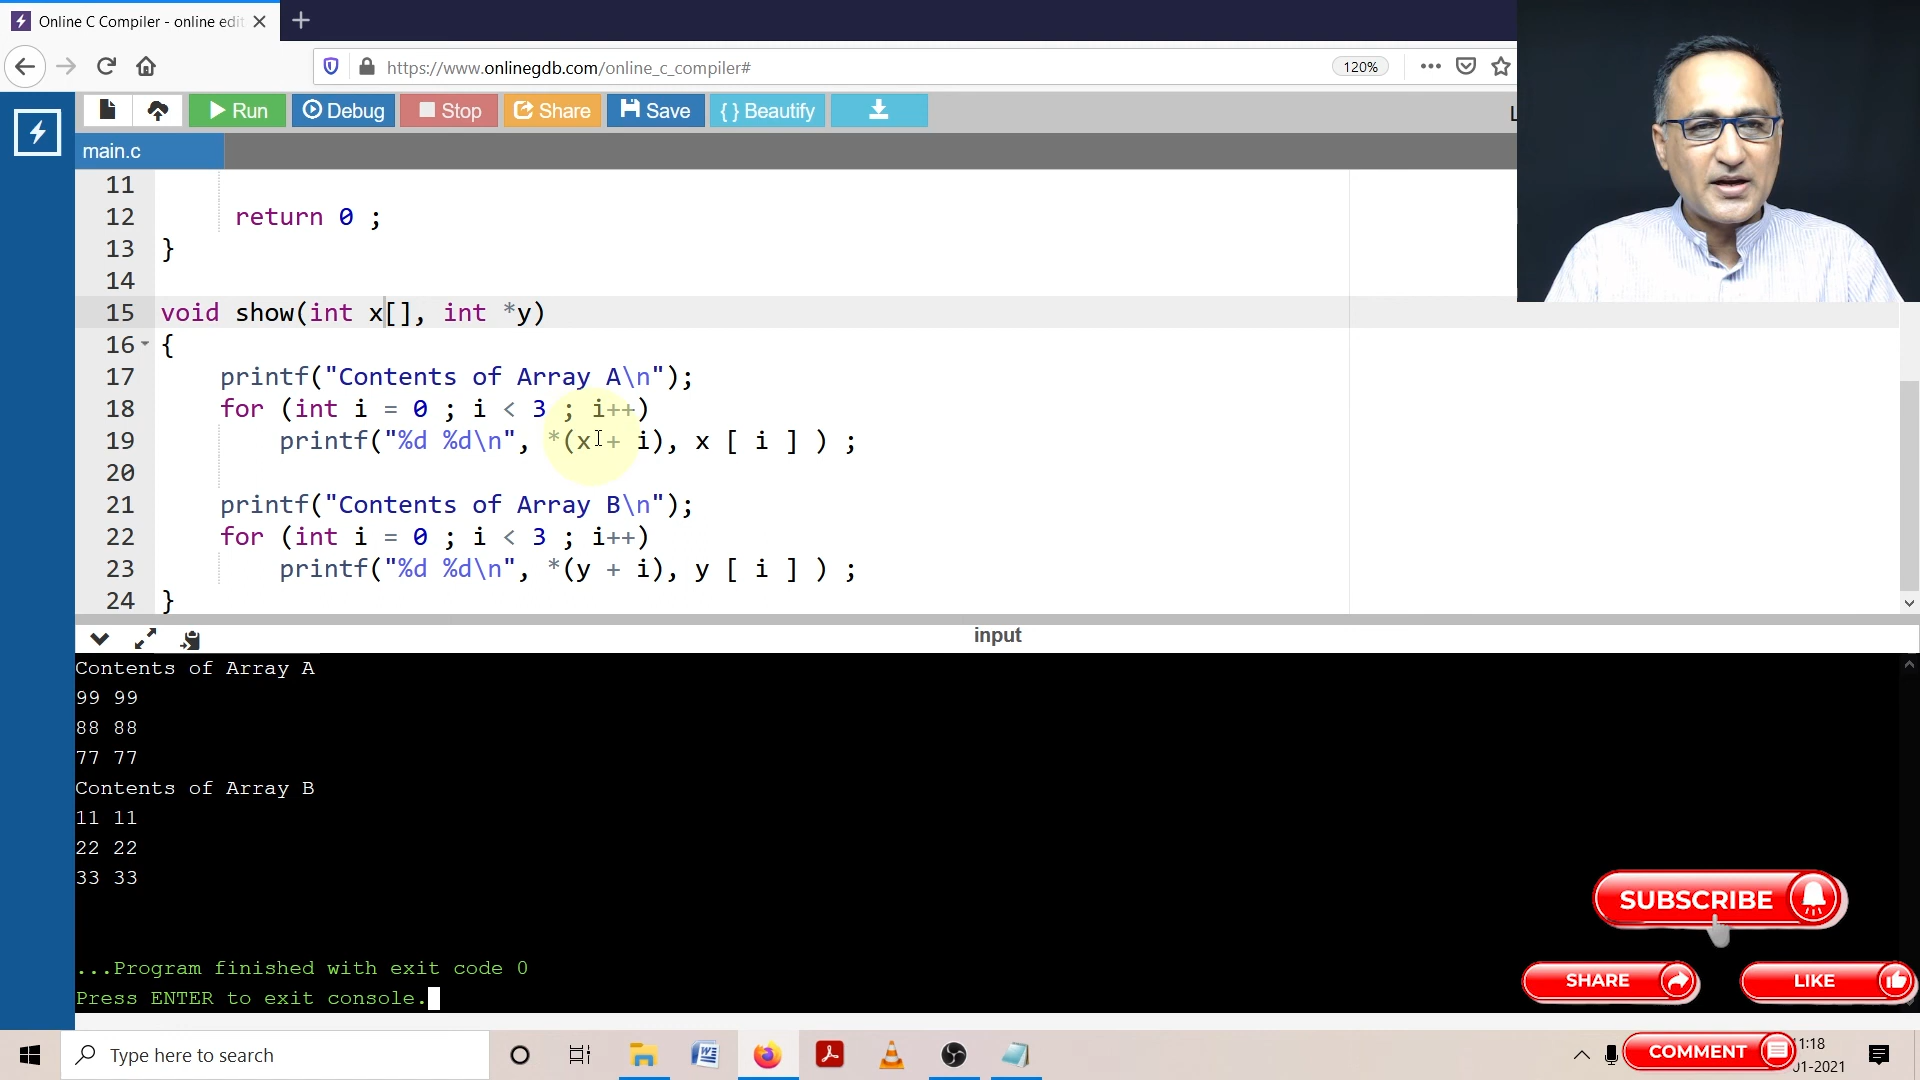 Online C Compiler - online edit
https://www.onlinegdb.com/online_c_compiler#
120%
Run
Debug
Stop
Share
Save
{ } Beautify
L
main.c
11
12 return 0 ;
13 }
14
15 void show(int x[], int *y)
16 {
17 printf("Contents of Array A\n");
18 for (int i = 0 ; i < 3 ; i++)
19 printf("%d %d\n", *(x + i), x [ i ] ) ;
20
21 printf("Contents of Array B\n");
22 for (int i = 0 ; i < 3 ; i++)
23 printf("%d %d\n", *(y + i), y [ i ] ) ;
24 }
input
Contents of Array A
99 99
88 88
77 77
Contents of Array B
11 11
22 22
33 33
...Program finished with exit code 0
Press ENTER to exit console.
SUBSCRIBE
SHARE
LIKE
Type here to search
COMMENT
1:18
01-2021